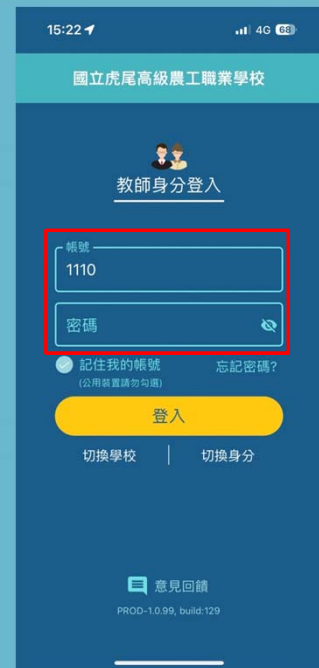 15:22
4G 68
國立虎尾高級農工職業學校
教師身分登入
帳號
1110
密碼
記住我的帳號 忘記密碼?
(公用裝置請勿勾選)
登入
切換學校 切換身分
意見回饋
PROD-1.0.99, build:129